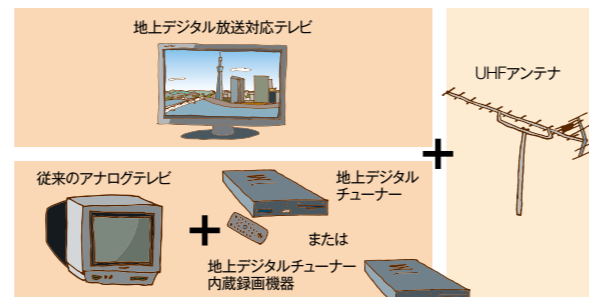 地上デジタル放送対応テレビ
UHFアンテナ
従来のアナログテレビ
地上デジタル
チューナー
または
地上デジタルチューナー
内蔵録画機器